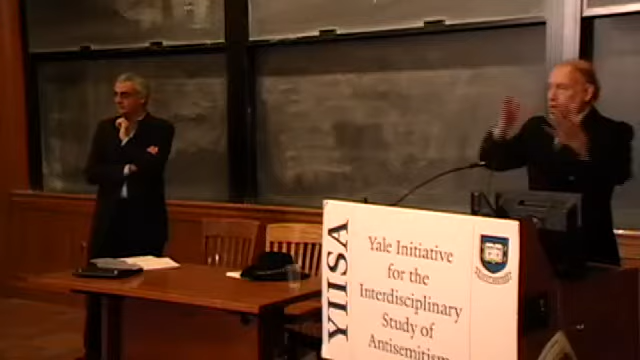 YIISA
Yale Initiative
for the
Interdisciplinary
Study of
Antisemitism